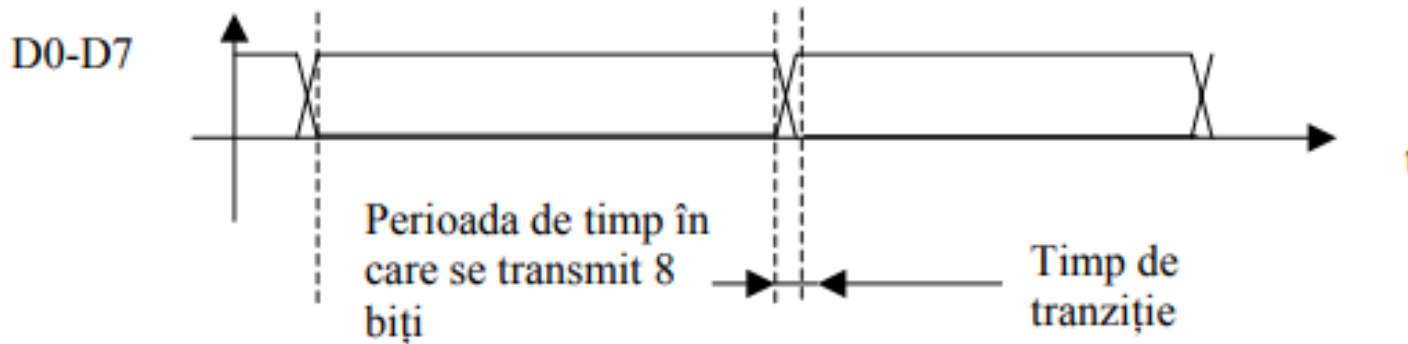 D0-D7
Perioada de timp în
care se transmit 8
biți
Timp de
tranziție